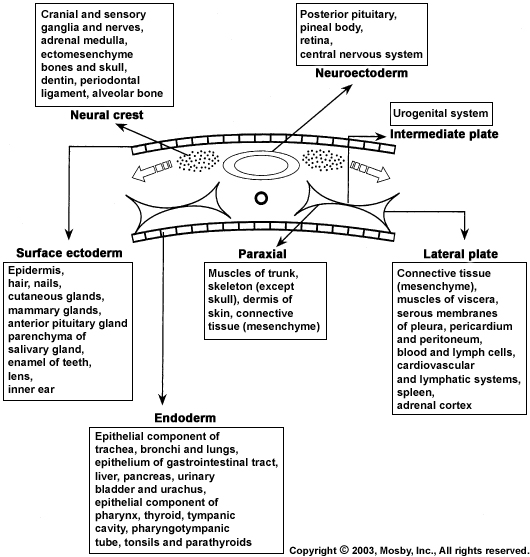 Cranial and sensory
ganglia and nerves,
adrenal medulla,
ectomesenchyme
bones and skull,
dentin, periodontal
ligament, alveolar bone
Neural crest
Posterior pituitary,
pineal body,
retina,
central nervous system
Neuroectoderm
Urogenital system
Intermediate plate
Surface ectoderm
Epidermis,
hair, nails,
cutaneous glands,
mammary glands,
anterior pituitary gland
parenchyma of
salivary gland,
enamel of teeth,
lens,
inner ear
Paraxial
Muscles of trunk,
skeleton (except
skull), dermis of
skin, connective
tissue (mesenchyme)
Lateral plate
Connective tissue
(mesenchyme),
muscles of viscera,
serous membranes
of pleura, pericardium
and peritoneum,
blood and lymph cells,
cardiovascular
and lymphatic systems,
spleen,
adrenal cortex
Endoderm
Epithelial component of
trachea, bronchi and lungs,
epithelium of gastrointestinal tract,
liver, pancreas, urinary
bladder and urachus,
epithelial component of
pharynx, thyroid, tympanic
cavity, pharyngotympanic
tube, tonsils and parathyroids
Copyright © 2003, Mosby, Inc., All rights reserved.